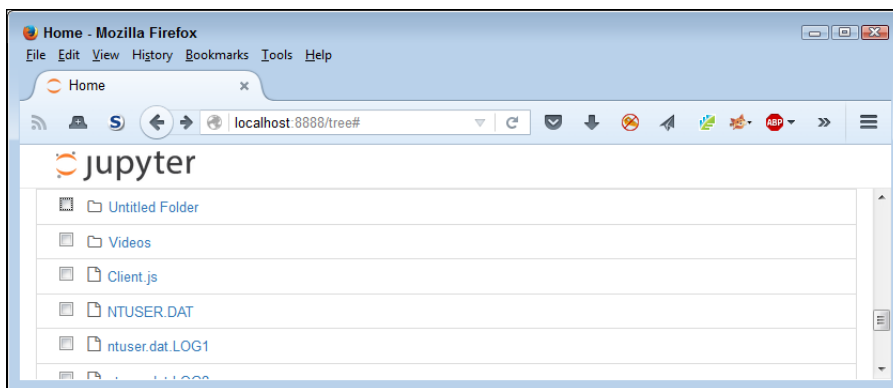 Home - Mozilla Firefox
File Edit View History Bookmarks Tools Help
Home
S localhost:8888/tree# ABP
jupyter
Untitled Folder
Videos
Client.js
NTUSER.DAT
ntuser.dat.LOG1